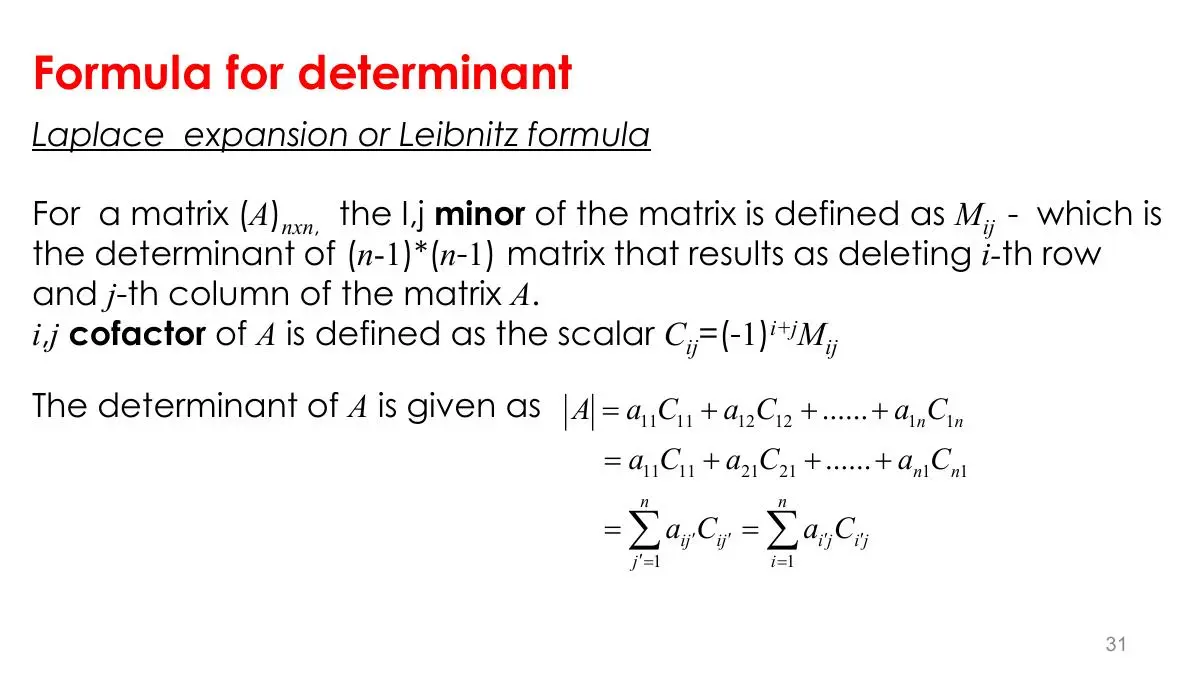 Formula for determinant
Laplace expansion or Leibnitz formula
For a matrix (A)nxn, the I,j minor of the matrix is defined as Mij - which is
the determinant of (n-1)*(n-1) matrix that results as deleting i-th row
and j-th column of the matrix A.
i,j cofactor of A is defined as the scalar Cij=(-1)i+jMij
The determinant of A is given as |A| = a11C11 + a12C12 + ...... + a1nC1n
= a11C11 + a21C21 + ...... + an1Cn1
= ∑_{j'=1}^{n} aij'Cij' = ∑_{i=1}^{n} ai'jCi'j
31